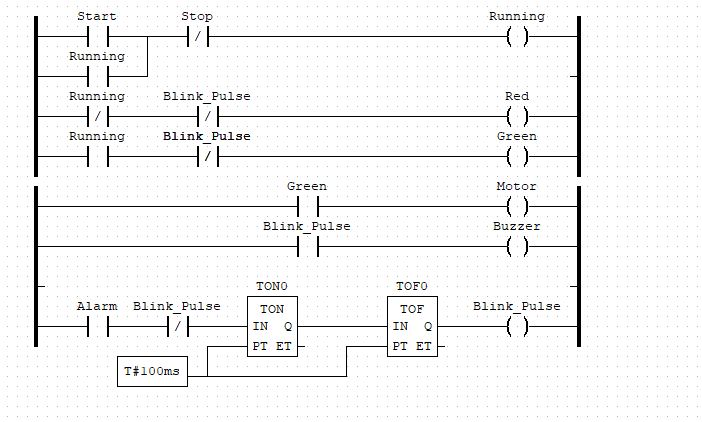 Start Stop Running
/ ( )
Running
Running Blink_Pulse Red
/ / ( )
Running Blink_Pulse Green
/ ( )
Green Motor
( )
Blink_Pulse Buzzer
( )
TON0 TOF0
Alarm Blink_Pulse TON TOF Blink_Pulse
/ IN Q IN Q ( )
PT ET PT ET
T#100ms